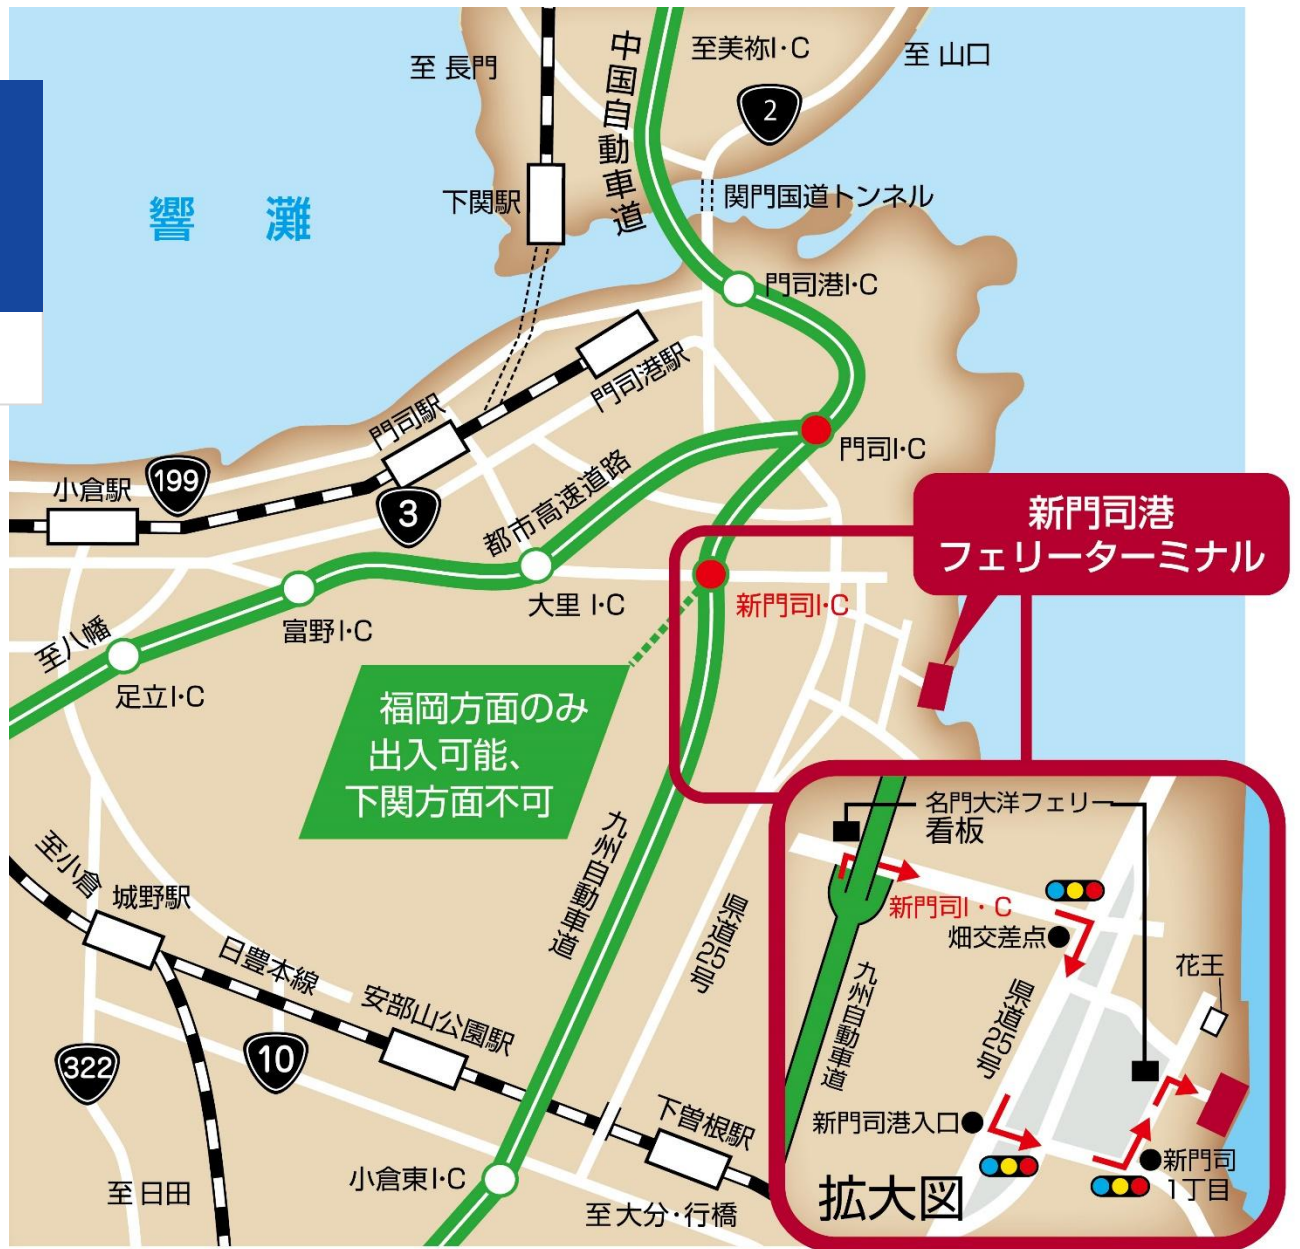 至 長門
中国自動車道
至美祢I・C
至 山口
2
響 灘
下関駅
関門国道トンネル
門司港I・C
門司港駅
門司駅
門司I・C
小倉駅
199
3
都市高速道路
新門司港
フェリーターミナル
大里 I・C
新門司I・C
富野I・C
至八幡
足立I・C
福岡方面のみ
出入可能、
下関方面不可
九州自動車道
県道25号
至小倉
城野駅
日豊本線
安部山公園駅
322
10
下曽根駅
小倉東I・C
至 日田
至 大分・行橋
名門大洋フェリー
看板
新門司I・C
畑交差点
花王
九州自動車道
県道25号
新門司港入口
新門司
1丁目
拡大図